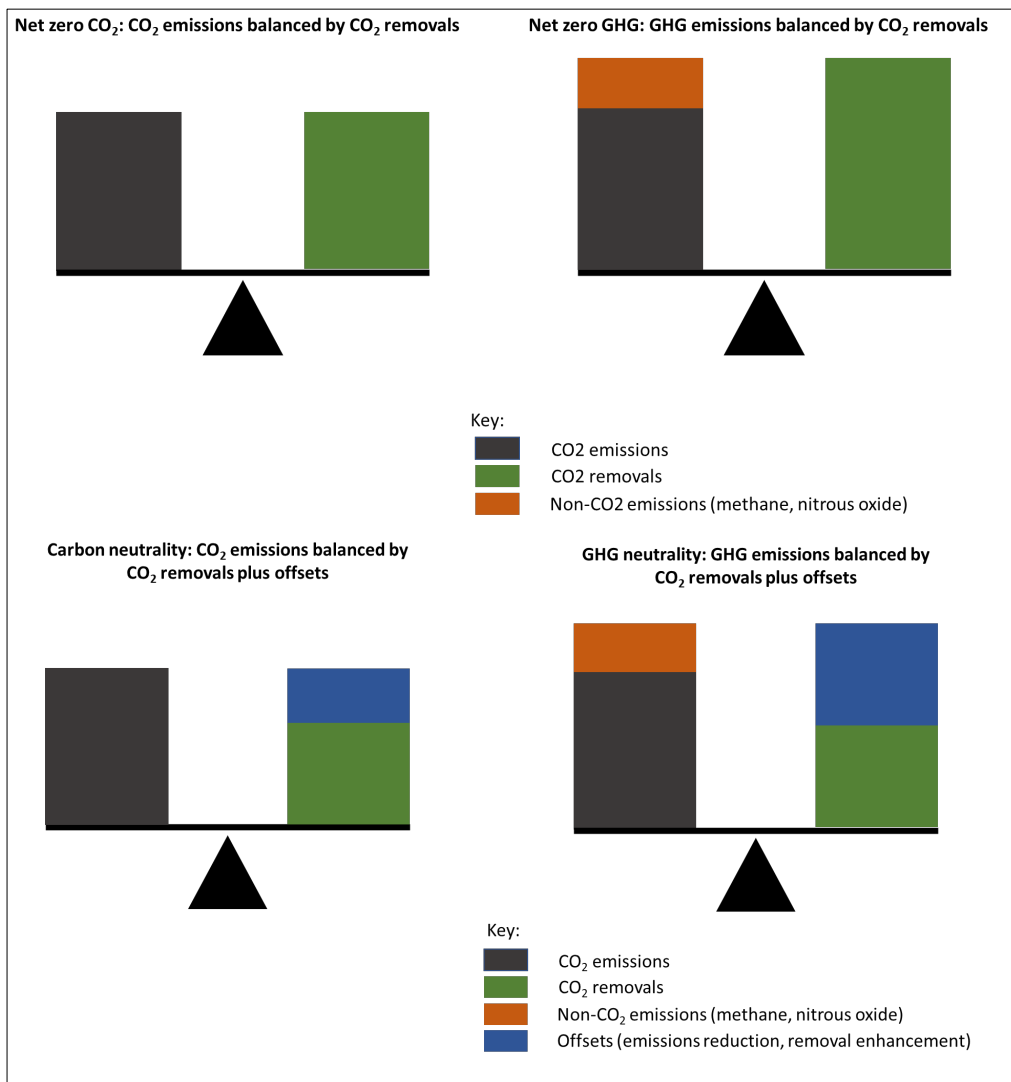 Net zero CO₂: CO₂ emissions balanced by CO₂ removals
Net zero GHG: GHG emissions balanced by CO₂ removals
Key:
CO2 emissions
CO2 removals
Non-CO2 emissions (methane, nitrous oxide)
Carbon neutrality: CO₂ emissions balanced by
CO₂ removals plus offsets
GHG neutrality: GHG emissions balanced by
CO₂ removals plus offsets
Key:
CO₂ emissions
CO₂ removals
Non-CO₂ emissions (methane, nitrous oxide)
Offsets (emissions reduction, removal enhancement)